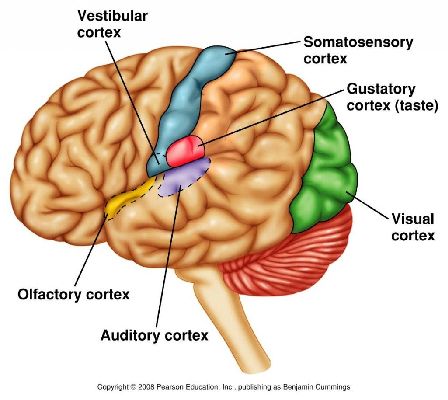 Vestibular
cortex
Somatosensory
cortex
Gustatory
cortex (taste)
Visual
cortex
Olfactory cortex
Auditory cortex
Copyright © 2008 Pearson Education, Inc., publishing as Benjamin Cummings